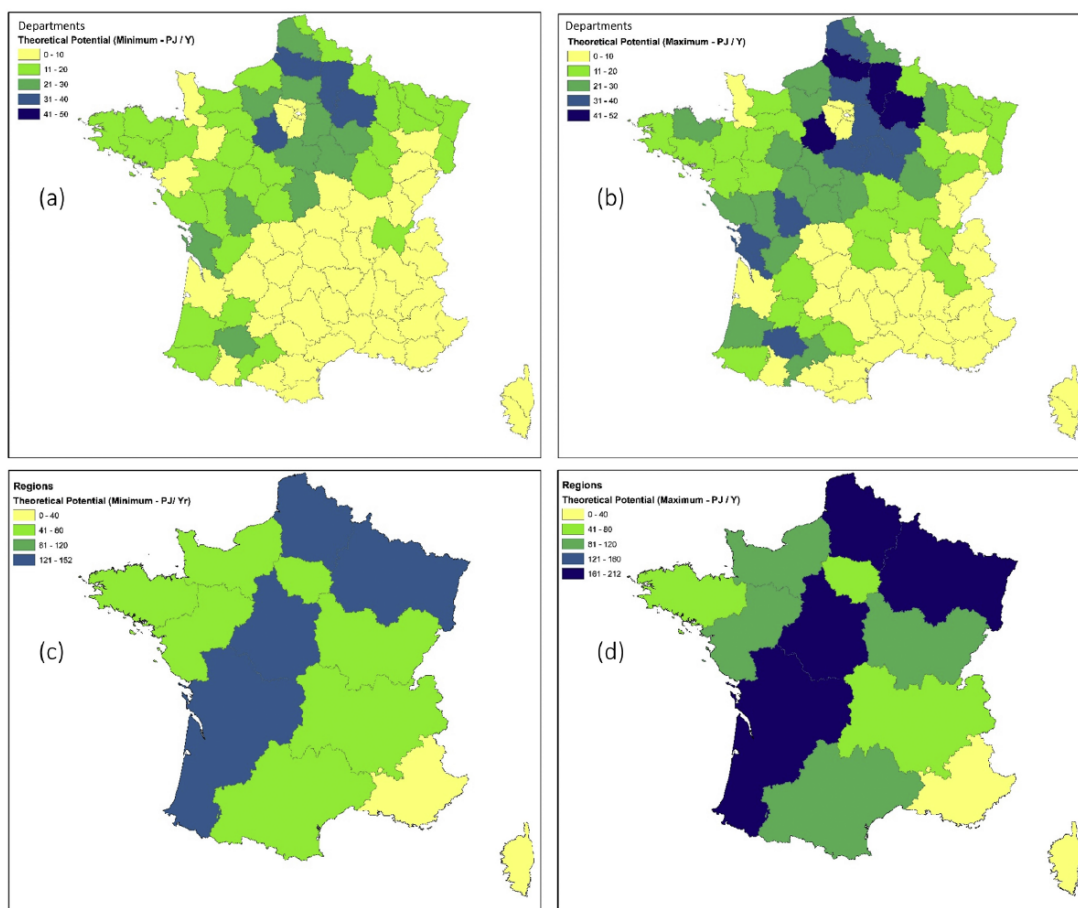 Departments
Theoretical Potential (Minimum - PJ / Y)
0 - 10
11 - 20
21 - 30
31 - 40
41 - 50
(a)
Departments
Theoretical Potential (Maximum - PJ / Y)
0 - 10
11 - 20
21 - 30
31 - 40
41 - 52
(b)
Regions
Theoretical Potential (Minimum - PJ/ Yr)
0 - 40
41 - 80
81 - 120
121 - 152
(c)
Regions
Theoretical Potential (Maximum - PJ / Y)
0 - 40
41 - 80
81 - 120
121 - 160
161 - 212
(d)